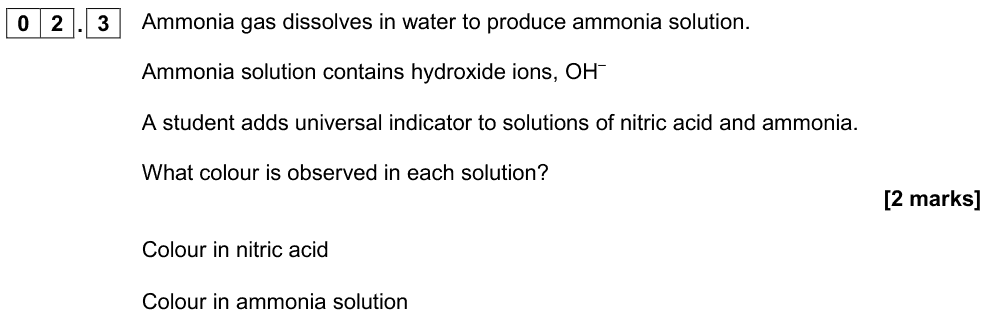 0 2 . 3 Ammonia gas dissolves in water to produce ammonia solution.
Ammonia solution contains hydroxide ions, OH⁻
A student adds universal indicator to solutions of nitric acid and ammonia.
What colour is observed in each solution?
[2 marks]
Colour in nitric acid
Colour in ammonia solution